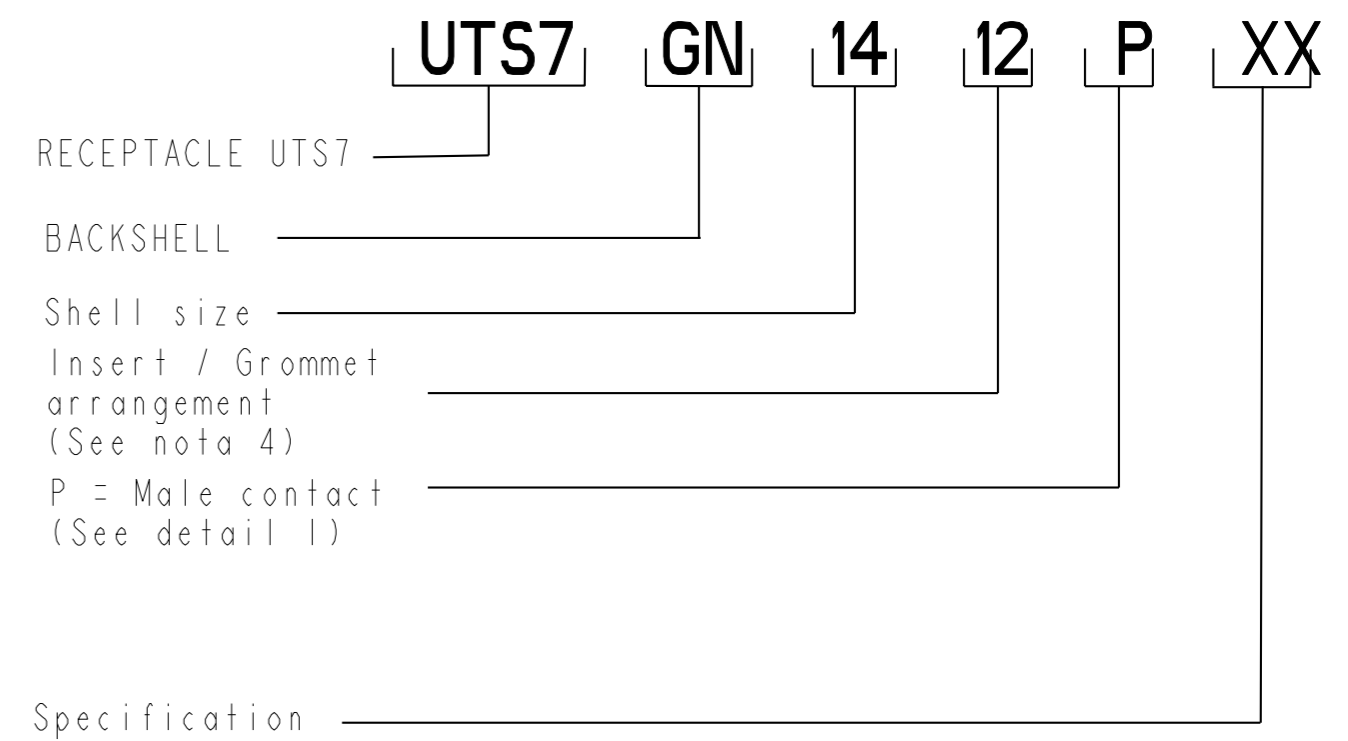 UTS7 GN 14 12 P XX
RECEPTACLE UTS7
BACKSHELL
Shell size
Insert / Grommet
arrangement
(See nota 4)
P = Male contact
(See detail 1)
Specification